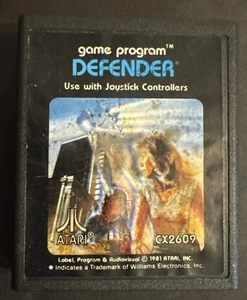 game program™
DEFENDER*
Use with Joystick Controllers
ATARI® CX2609
Label, Program & Audiovisual © 1981 ATARI, INC.
* Indicates a Trademark of Williams Electronics, Inc.